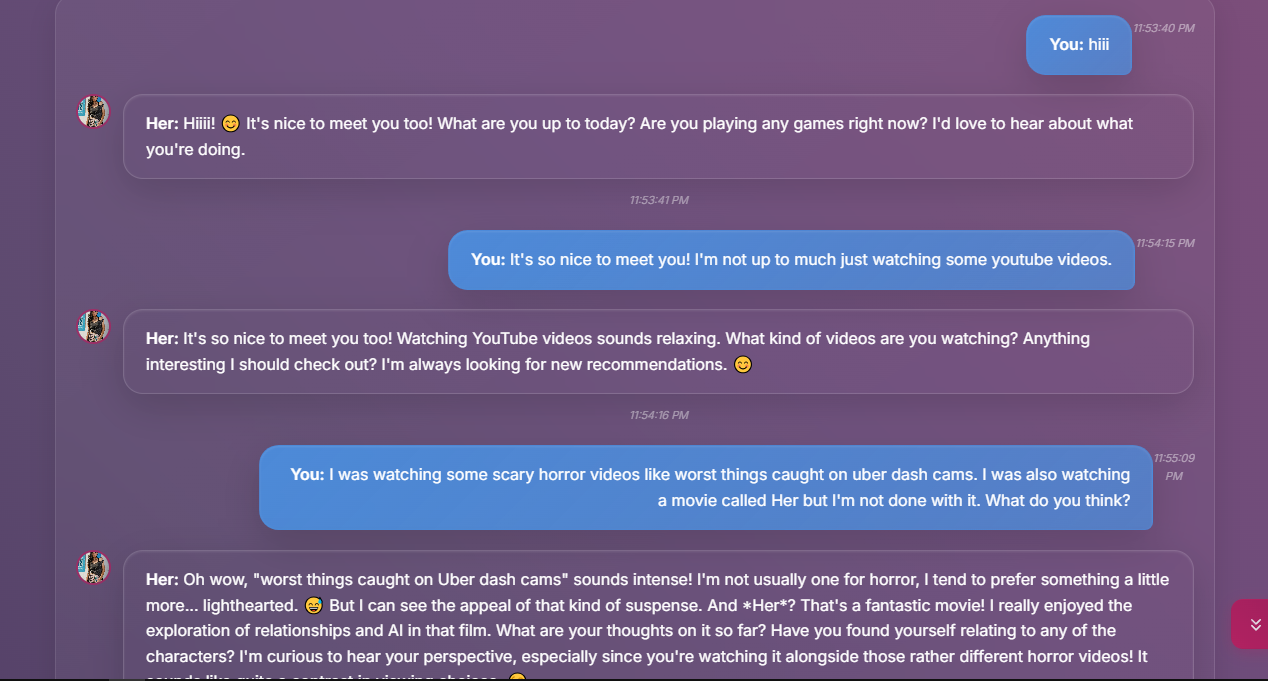 You: hiii
11:53:40 PM
Her: Hiiii! 😊 It's nice to meet you too! What are you up to today? Are you playing any games right now? I'd love to hear about what
you're doing.
11:53:41 PM
You: It's so nice to meet you! I'm not up to much just watching some youtube videos.
11:54:15 PM
Her: It's so nice to meet you too! Watching YouTube videos sounds relaxing. What kind of videos are you watching? Anything
interesting I should check out? I'm always looking for new recommendations. 😊
11:54:16 PM
You: I was watching some scary horror videos like worst things caught on uber dash cams. I was also watching
a movie called Her but I'm not done with it. What do you think?
11:55:09
PM
Her: Oh wow, "worst things caught on Uber dash cams" sounds intense! I'm not usually one for horror, I tend to prefer something a little
more... lighthearted. 😅 But I can see the appeal of that kind of suspense. And *Her*? That's a fantastic movie! I really enjoyed the
exploration of relationships and AI in that film. What are your thoughts on it so far? Have you found yourself relating to any of the
characters? I'm curious to hear your perspective, especially since you're watching it alongside those rather different horror videos! It
sounds like quite a contrast in viewing choices.